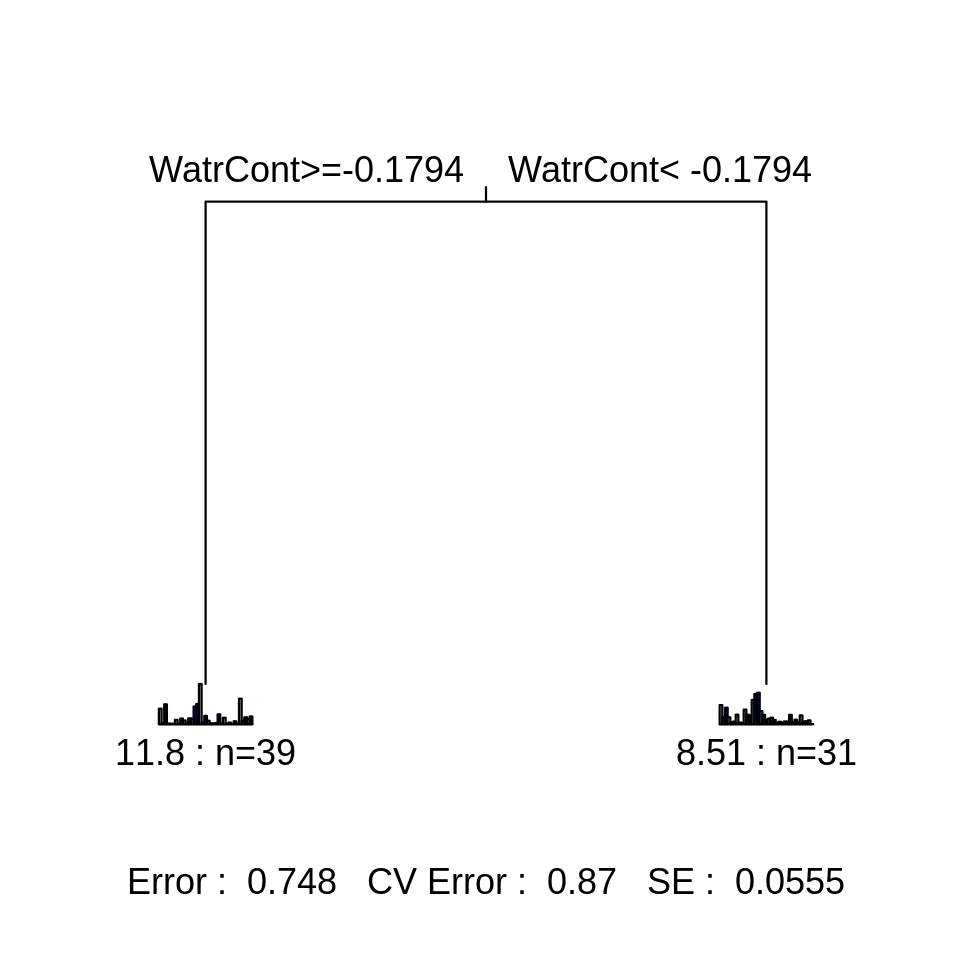 WatrCont>=-0.1794 WatrCont< -0.1794
11.8 : n=39 8.51 : n=31
Error : 0.748 CV Error : 0.87 SE : 0.0555